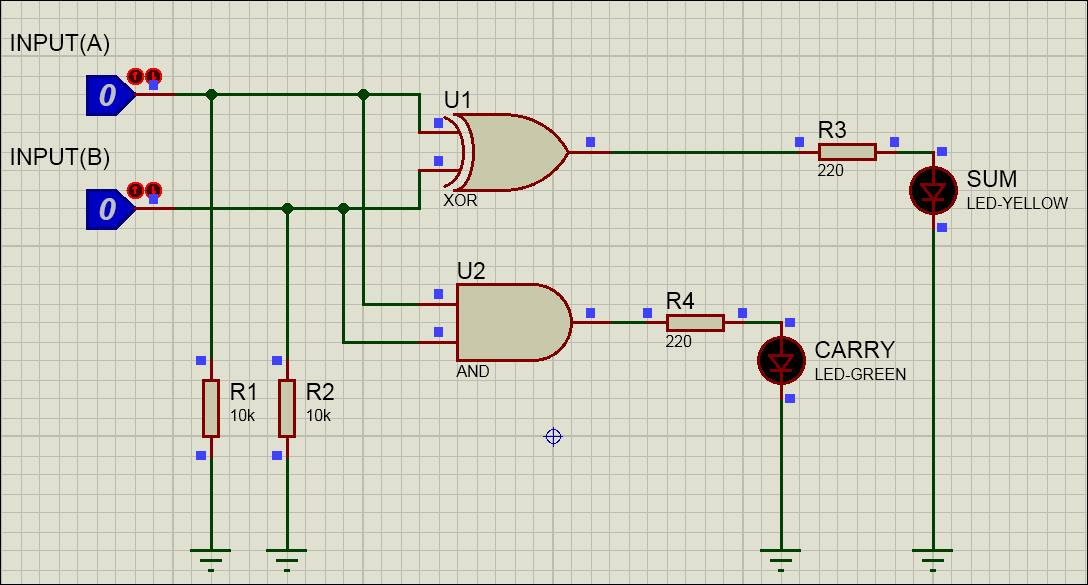 INPUT(A)
0
INPUT(B)
0
U1
XOR
R3
220
SUM
LED-YELLOW
U2
AND
R4
220
CARRY
LED-GREEN
R1
10k
R2
10k